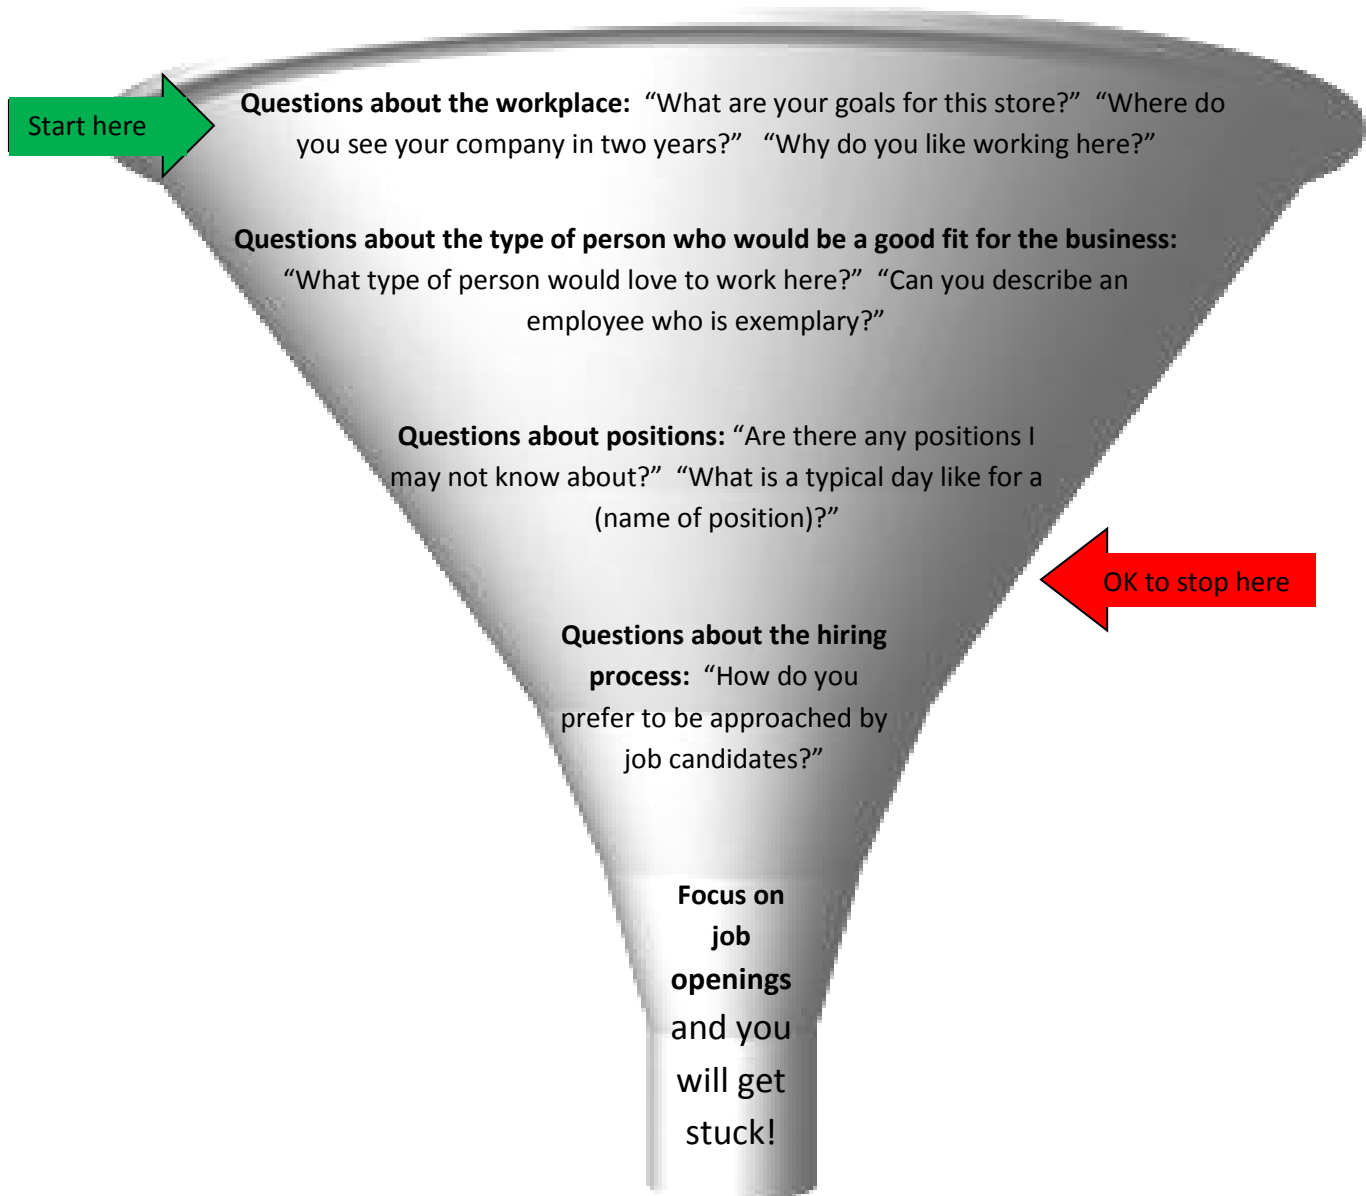 Start here
Questions about the workplace: “What are your goals for this store?” “Where do
you see your company in two years?” “Why do you like working here?”
Questions about the type of person who would be a good fit for the business:
“What type of person would love to work here?” “Can you describe an
employee who is exemplary?”
Questions about positions: “Are there any positions I
may not know about?” “What is a typical day like for a
(name of position)?”
OK to stop here
Questions about the hiring
process: “How do you
prefer to be approached by
job candidates?”
Focus on
job
openings
and you
will get
stuck!